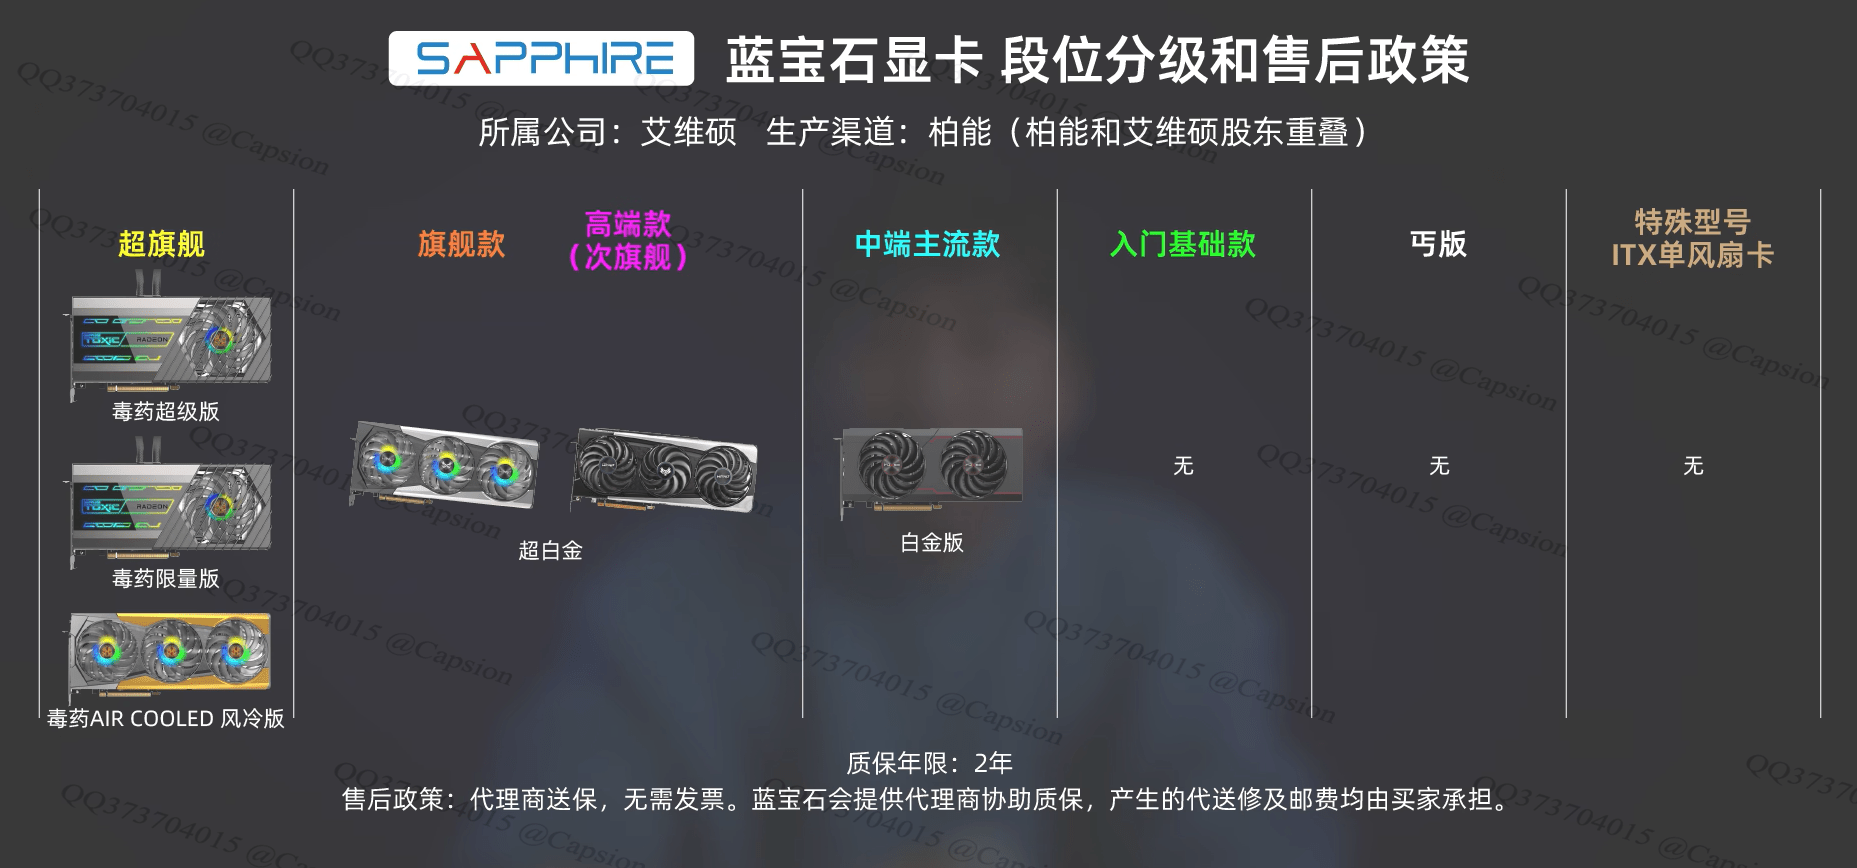 SAPPHIRE 蓝宝石显卡 段位分级和售后政策
所属公司：艾维硕 生产渠道：柏能（柏能和艾维硕股东重叠）
超旗舰
旗舰款
高端款
（次旗舰）
中端主流款
入门基础款
丐版
特殊型号
ITX单风扇卡
TOXIC RADEON
毒药超级版
TOXIC RADEON
毒药限量版
毒药AIR COOLED 风冷版
超白金
白金版
无
无
无
质保年限：2年
售后政策：代理商送保，无需发票。蓝宝石会提供代理商协助质保，产生的代送修及邮费均由买家承担。
QQ373704015 @Capsion